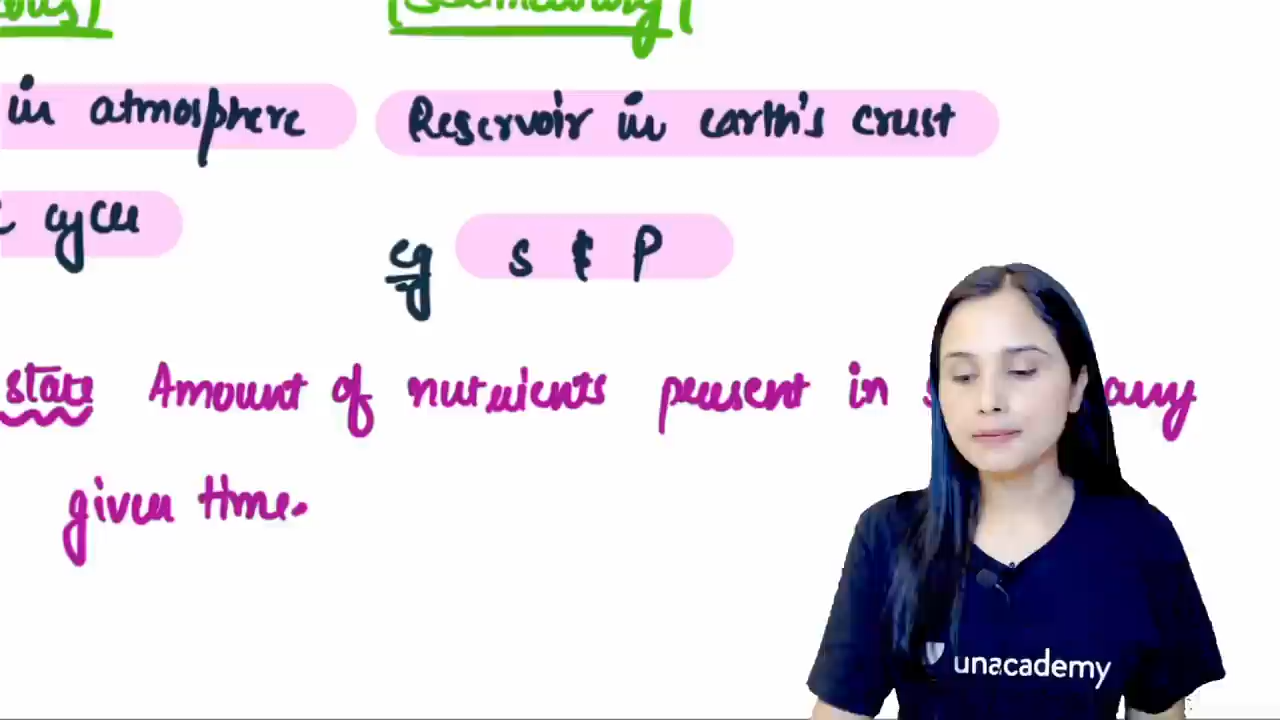 in atmosphere Reservoir in earth's crust
cycle
eg S & P
state Amount of nutrients present in any
given time.
unacademy